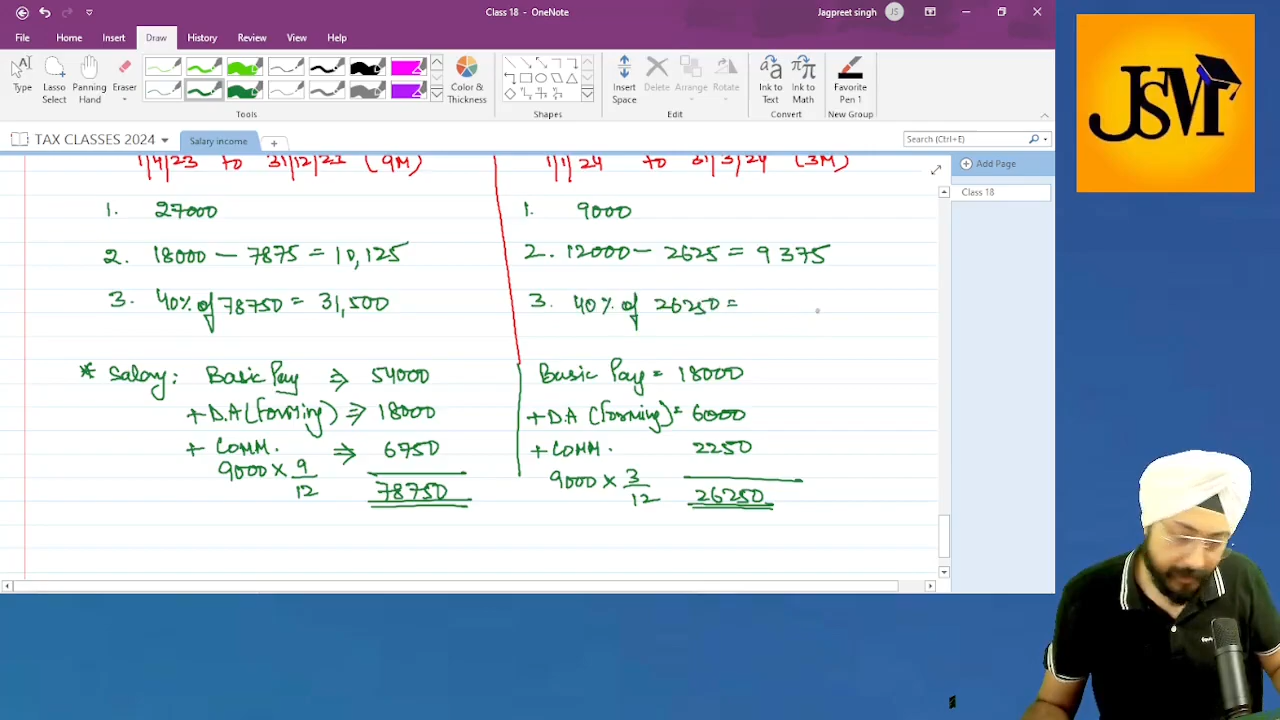 Class 18 - OneNote
Jagpreet singh JS
File Home Insert Draw History Review View Help
Type
Lasso Select
Panning Hand
Eraser
Color & Thickness
Insert Space
Delete
Arrange
Rotate
Ink to Text
Ink to Math
Favorite Pen 1
Tools Shapes Edit Convert New Group
TAX CLASSES 2024
Salary income
Search (Ctrl+E)
Add Page
Class 18
JSM
1/4/23 to 31/12/23 (9M)
1. 27000
2. 18000 - 7875 = 10,125
3. 40% of 78750 = 31,500
* Salary: Basic Pay ⇒ 54000
+ D.A (forming) ⇒ 18000
+ COMM. ⇒ 6750
9000 × 9/12
78750
1/1/24 to 31/3/24 (3M)
1. 9000
2. 12000 - 2625 = 9375
3. 40% of 26250 =
Basic Pay = 18000
+ D.A (forming) = 6000
+ COMM. 2250
9000 × 3/12
26250